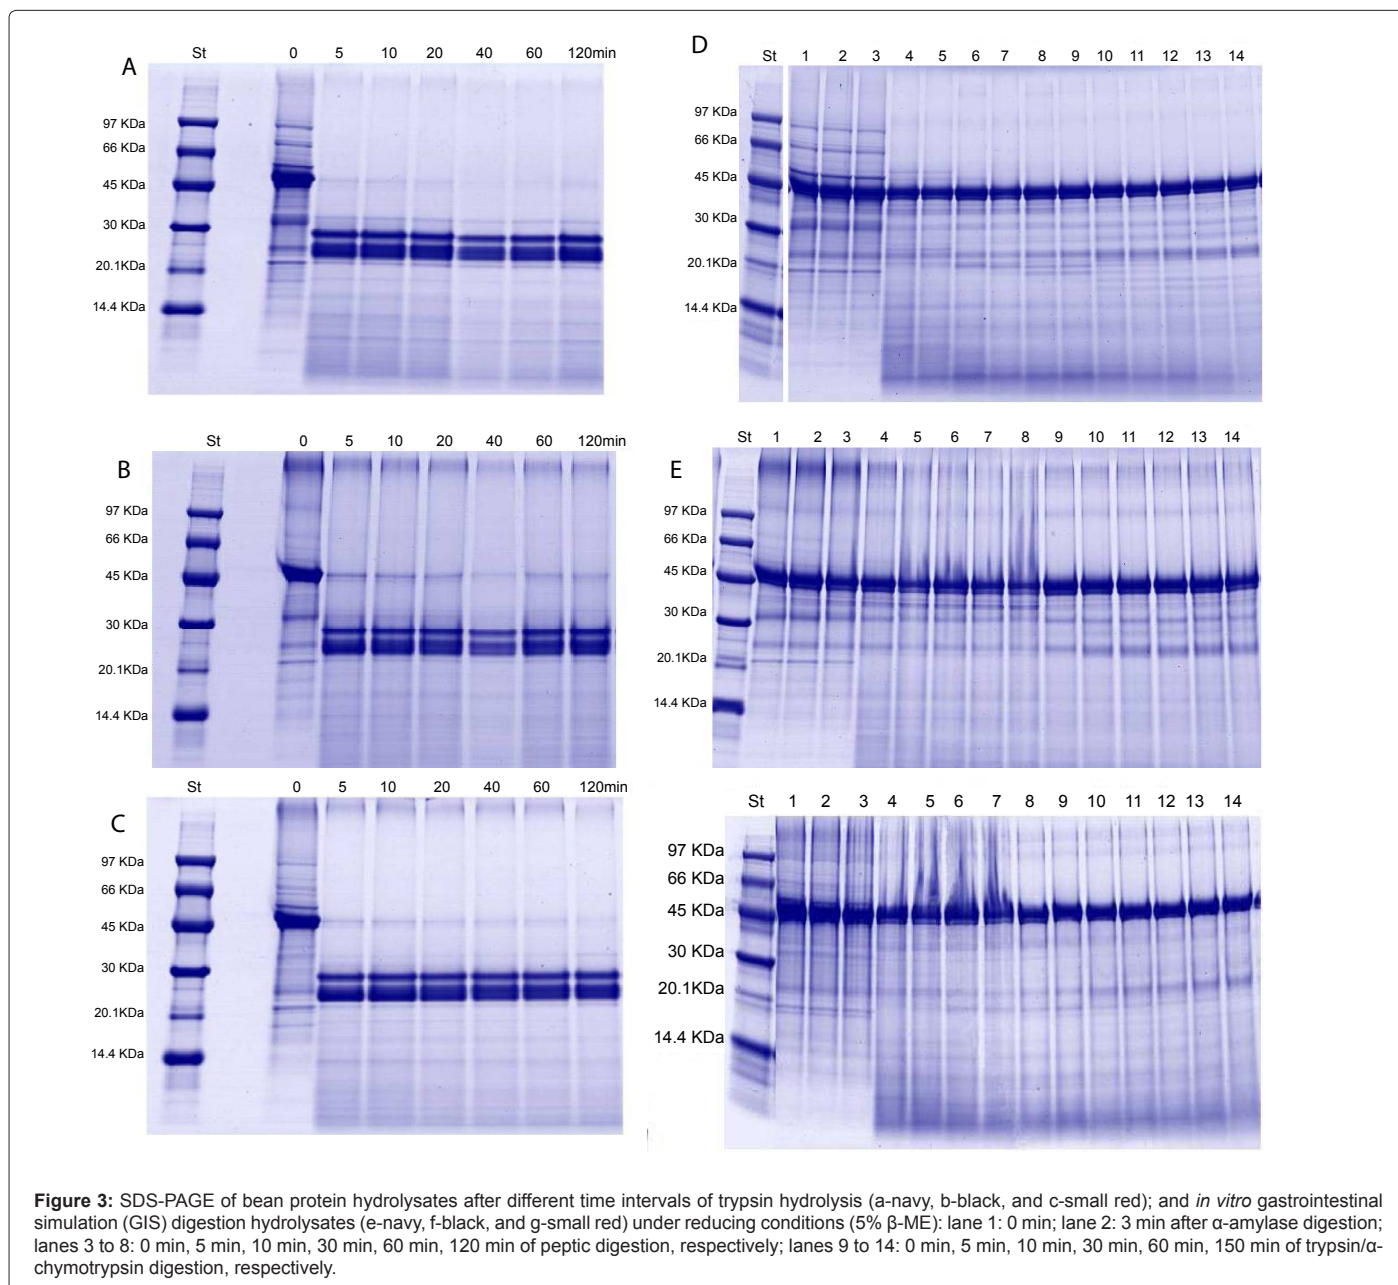 A
St 0 5 10 20 40 60 120min
97 KDa
66 KDa
45 KDa
30 KDa
20.1KDa
14.4 KDa
B
St 0 5 10 20 40 60 120min
97 KDa
66 KDa
45 KDa
30 KDa
20.1KDa
14.4 KDa
C
St 0 5 10 20 40 60 120min
97 KDa
66 KDa
45 KDa
30 KDa
20.1KDa
14.4 KDa
D
St 1 2 3 4 5 6 7 8 9 10 11 12 13 14
97 KDa
66 KDa
45 KDa
30 KDa
20.1 KDa
14.4 KDa
E
St 1 2 3 4 5 6 7 8 9 10 11 12 13 14
97 KDa
66 KDa
45 KDa
30 KDa
20.1KDa
14.4 KDa
St 1 2 3 4 5 6 7 8 9 10 11 12 13 14
97 KDa
66 KDa
45 KDa
30 KDa
20.1KDa
14.4 KDa
Figure 3: SDS-PAGE of bean protein hydrolysates after different time intervals of trypsin hydrolysis (a-navy, b-black, and c-small red); and in vitro gastrointestinal
simulation (GIS) digestion hydrolysates (e-navy, f-black, and g-small red) under reducing conditions (5% β-ME): lane 1: 0 min; lane 2: 3 min after α-amylase digestion;
lanes 3 to 8: 0 min, 5 min, 10 min, 30 min, 60 min, 120 min of peptic digestion, respectively; lanes 9 to 14: 0 min, 5 min, 10 min, 30 min, 60 min, 150 min of trypsin/α-
chymotrypsin digestion, respectively.